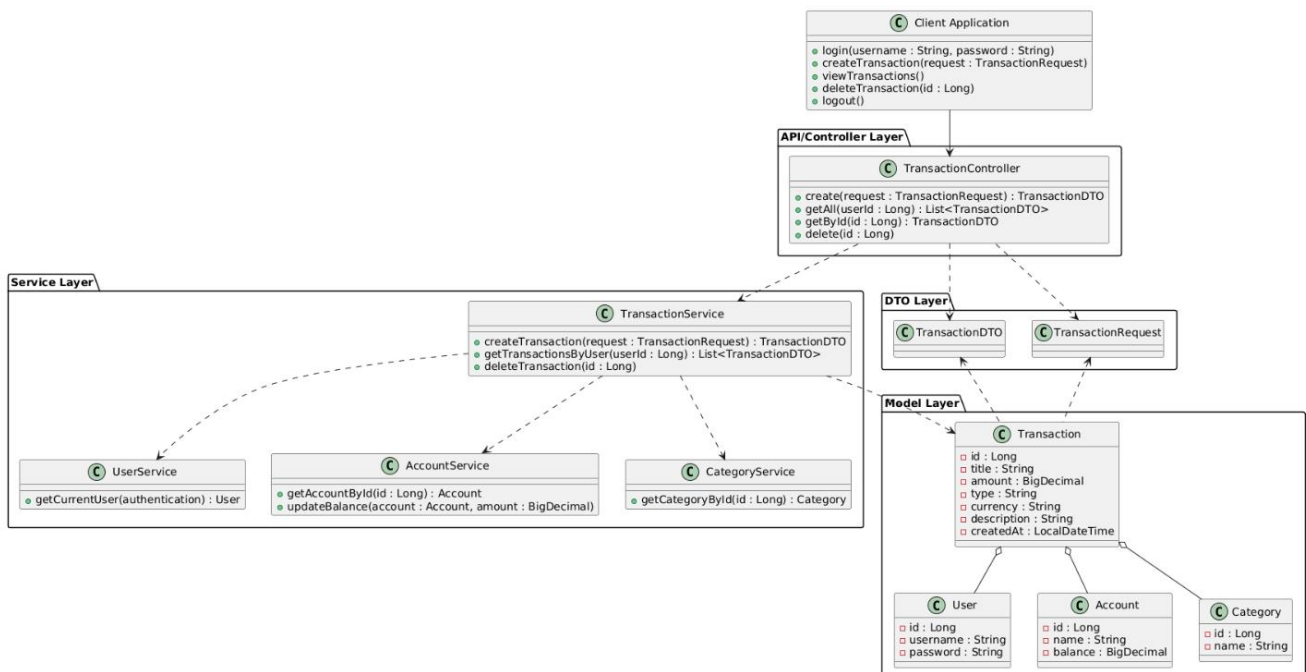 C Client Application
login(username : String, password : String)
createTransaction(request : TransactionRequest)
viewTransactions()
deleteTransaction(id : Long)
logout()
API/Controller Layer
C TransactionController
create(request : TransactionRequest) : TransactionDTO
getAll(userId : Long) : List<TransactionDTO>
getById(id : Long) : TransactionDTO
delete(id : Long)
Service Layer
C TransactionService
createTransaction(request : TransactionRequest) : TransactionDTO
getTransactionsByUser(userId : Long) : List<TransactionDTO>
deleteTransaction(id : Long)
DTO Layer
C TransactionDTO
C TransactionRequest
C UserService
getCurrentUser(authentication) : User
C AccountService
getAccountById(id : Long) : Account
updateBalance(account : Account, amount : BigDecimal)
C CategoryService
getCategoryById(id : Long) : Category
Model Layer
C Transaction
id : Long
title : String
amount : BigDecimal
type : String
currency : String
description : String
createdAt : LocalDateTime
C User
id : Long
username : String
password : String
C Account
id : Long
name : String
balance : BigDecimal
C Category
id : Long
name : String